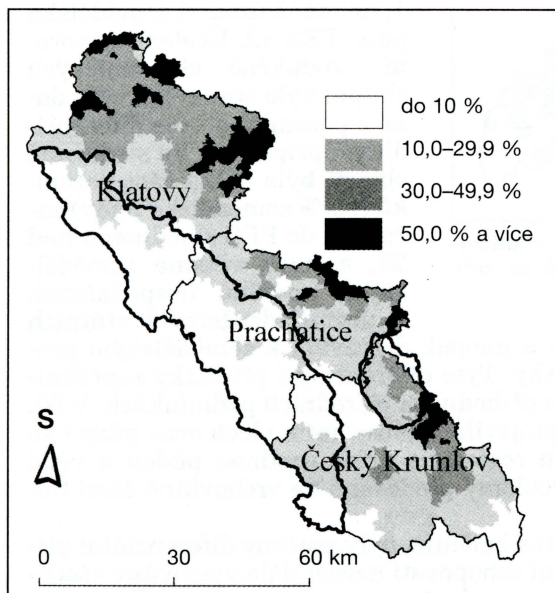 do 10 %
10,0–29,9 %
30,0–49,9 %
50,0 % a více
Klatovy
Prachatice
Český Krumlov
S
0 30 60 km